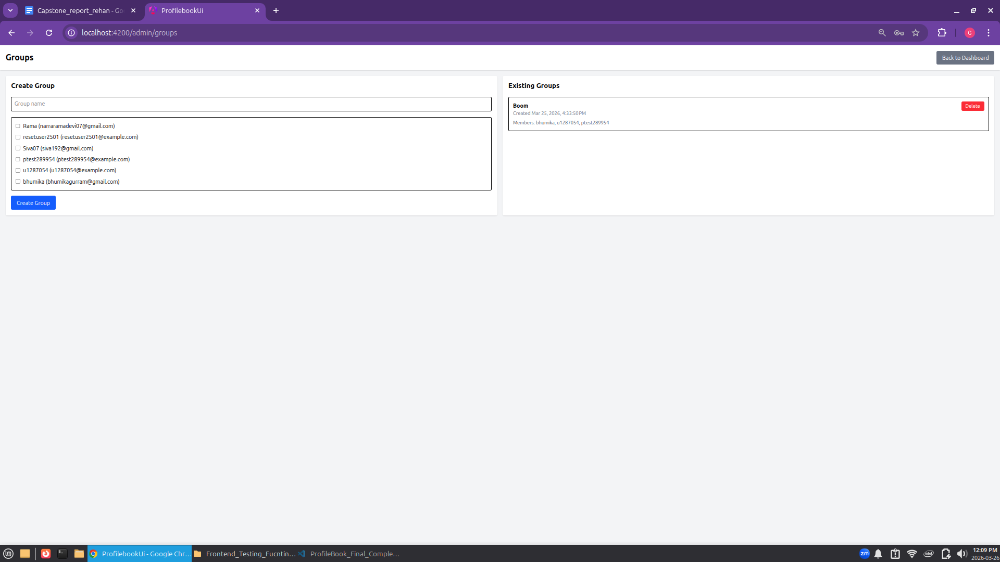 Capstone_report_rehan - Go
ProfilebookUi
localhost:4200/admin/groups
G
Groups
Back to Dashboard
Create Group
Group name
Rama (narraramadevi07@gmail.com)
resetuser2501 (resetuser2501@example.com)
Siva07 (siva192@gmail.com)
ptest289954 (ptest289954@example.com)
u1287054 (u1287054@example.com)
bhumika (bhumikagurram@gmail.com)
Create Group
Existing Groups
Boom
Delete
Created Mar 25, 2026, 4:33:50 PM
Members: bhumika, u1287054, ptest289954
ProfilebookUi - Google Chr...
Frontend_Testing_Fucntin...
ProfileBook_Final_Comple...
zm
intel
12:09 PM
2026-03-26